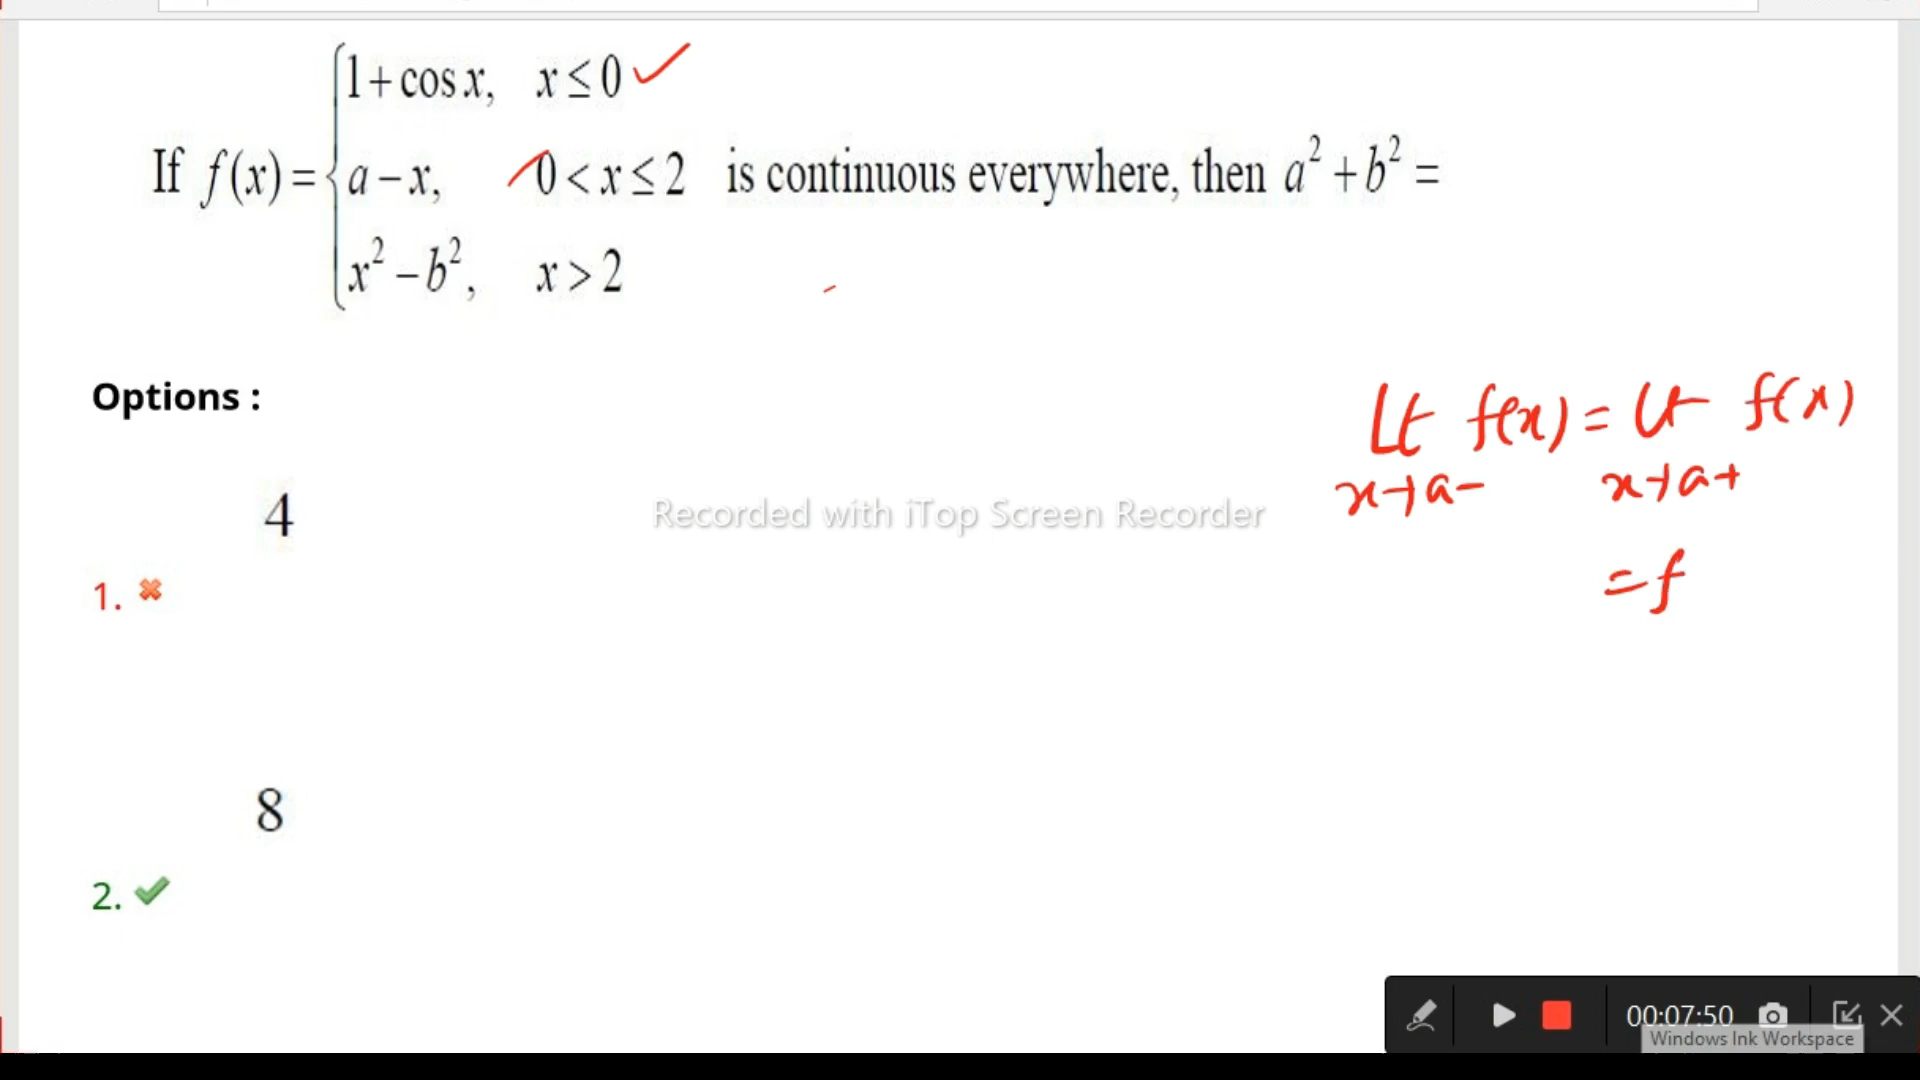 1 + cos x, x ≤ 0 ✓
If f(x) = { a − x, 0 < x ≤ 2 is continuous everywhere, then a² + b² =
x² − b², x > 2
Options :
4
1. ✖
8
2. ✔
Lt f(x) = Lt f(x)
x→a− x→a+
= f
Recorded with iTop Screen Recorder
00:07:50
Windows Ink Workspace